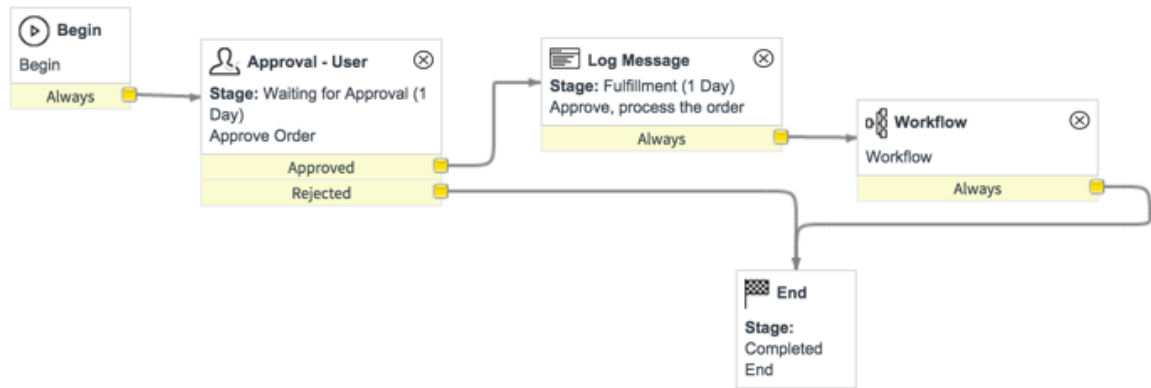 Begin
Begin
Always
Approval - User
Stage: Waiting for Approval (1
Day)
Approve Order
Approved
Rejected
Log Message
Stage: Fulfillment (1 Day)
Approve, process the order
Always
Workflow
Workflow
Always
End
Stage:
Completed
End